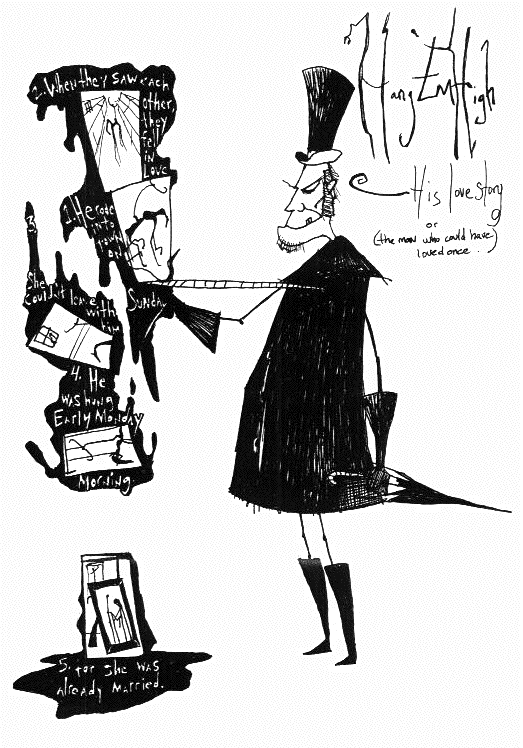 Hang 'Em High
His love story
or
(the man who could have)
loved once.
1. When they saw each
other,
they
fell
in
Love
2. He rode
into
town
on
Sunday
3.
She
couldn't leave with
him
4. He
was hung
Early Monday
Morning
5. for she was
already married.